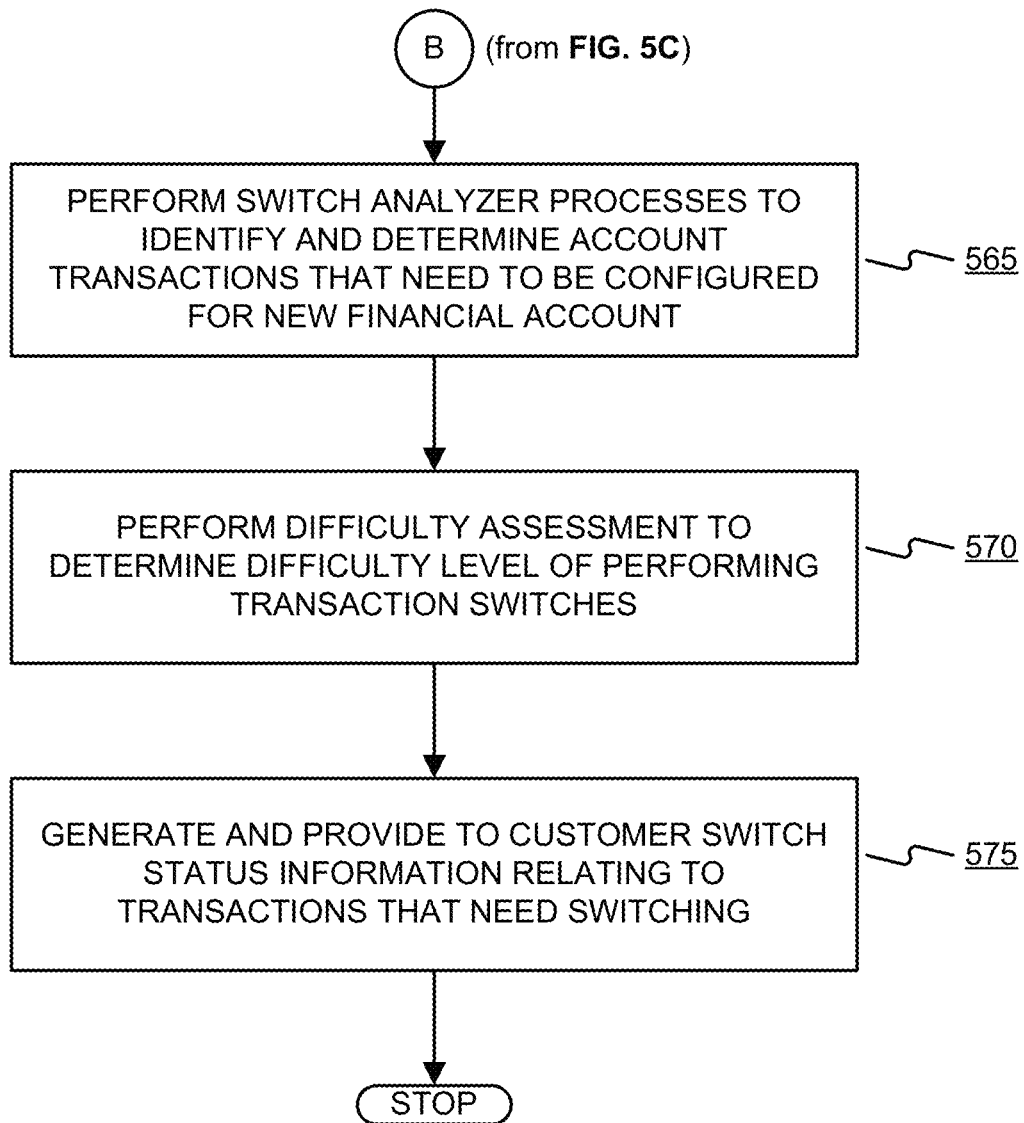 B (from FIG. 5C)
PERFORM SWITCH ANALYZER PROCESSES TO
IDENTIFY AND DETERMINE ACCOUNT
TRANSACTIONS THAT NEED TO BE CONFIGURED
FOR NEW FINANCIAL ACCOUNT
565
PERFORM DIFFICULTY ASSESSMENT TO
DETERMINE DIFFICULTY LEVEL OF PERFORMING
TRANSACTION SWITCHES
570
GENERATE AND PROVIDE TO CUSTOMER SWITCH
STATUS INFORMATION RELATING TO
TRANSACTIONS THAT NEED SWITCHING
575
STOP